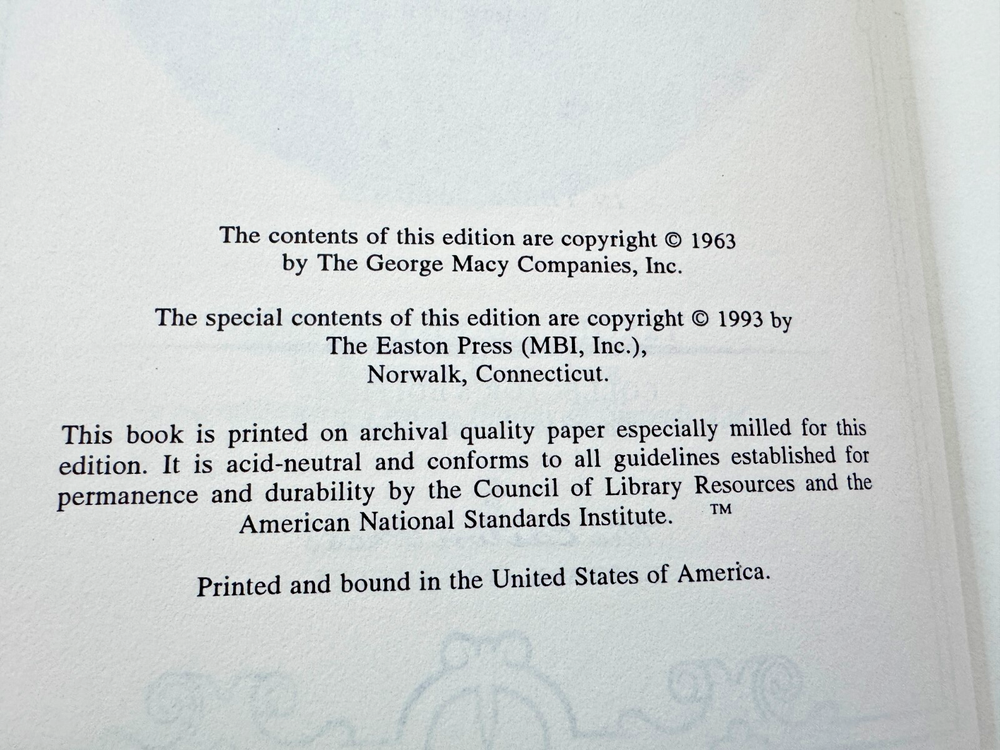 The contents of this edition are copyright © 1963
by The George Macy Companies, Inc.
The special contents of this edition are copyright © 1993 by
The Easton Press (MBI, Inc.),
Norwalk, Connecticut.
This book is printed on archival quality paper especially milled for this
edition. It is acid-neutral and conforms to all guidelines established for
permanence and durability by the Council of Library Resources and the
American National Standards Institute. ™
Printed and bound in the United States of America.